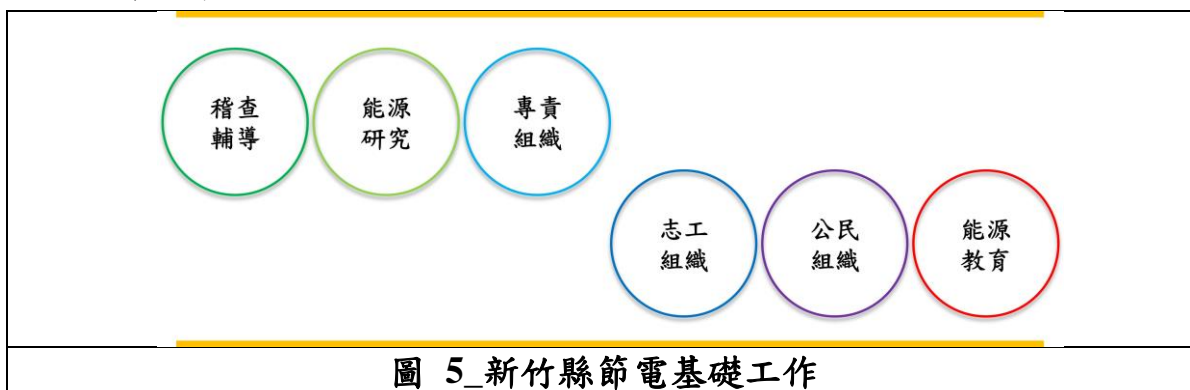 稽查
輔導
能源
研究
專責
組織
志工
組織
公民
組織
能源
教育
圖 5_新竹縣節電基礎工作